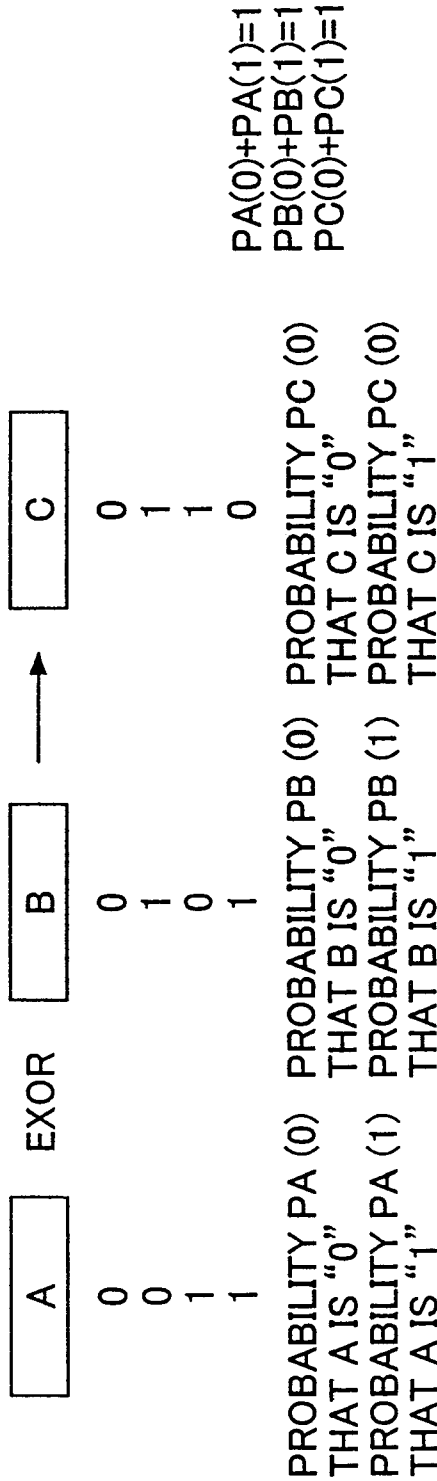 A EXOR B C
0 0 0
0 1 1
1 0 1
1 1 0
PROBABILITY PA (0)
THAT A IS “0”
PROBABILITY PA (1)
THAT A IS “1”
PROBABILITY PB (0)
THAT B IS “0”
PROBABILITY PB (1)
THAT B IS “1”
PROBABILITY PC (0)
THAT C IS “0”
PROBABILITY PC (0)
THAT C IS “1”
PA(0)+PA(1)=1
PB(0)+PB(1)=1
PC(0)+PC(1)=1